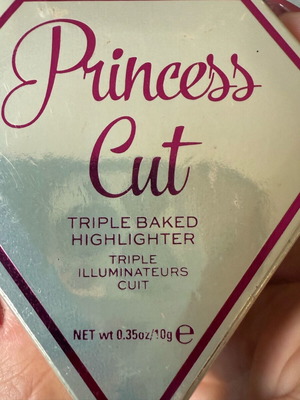 Princess
Cut
TRIPLE BAKED
HIGHLIGHTER
TRIPLE
ILLUMINATEURS
CUIT
NET wt 0.35oz/10g ℮